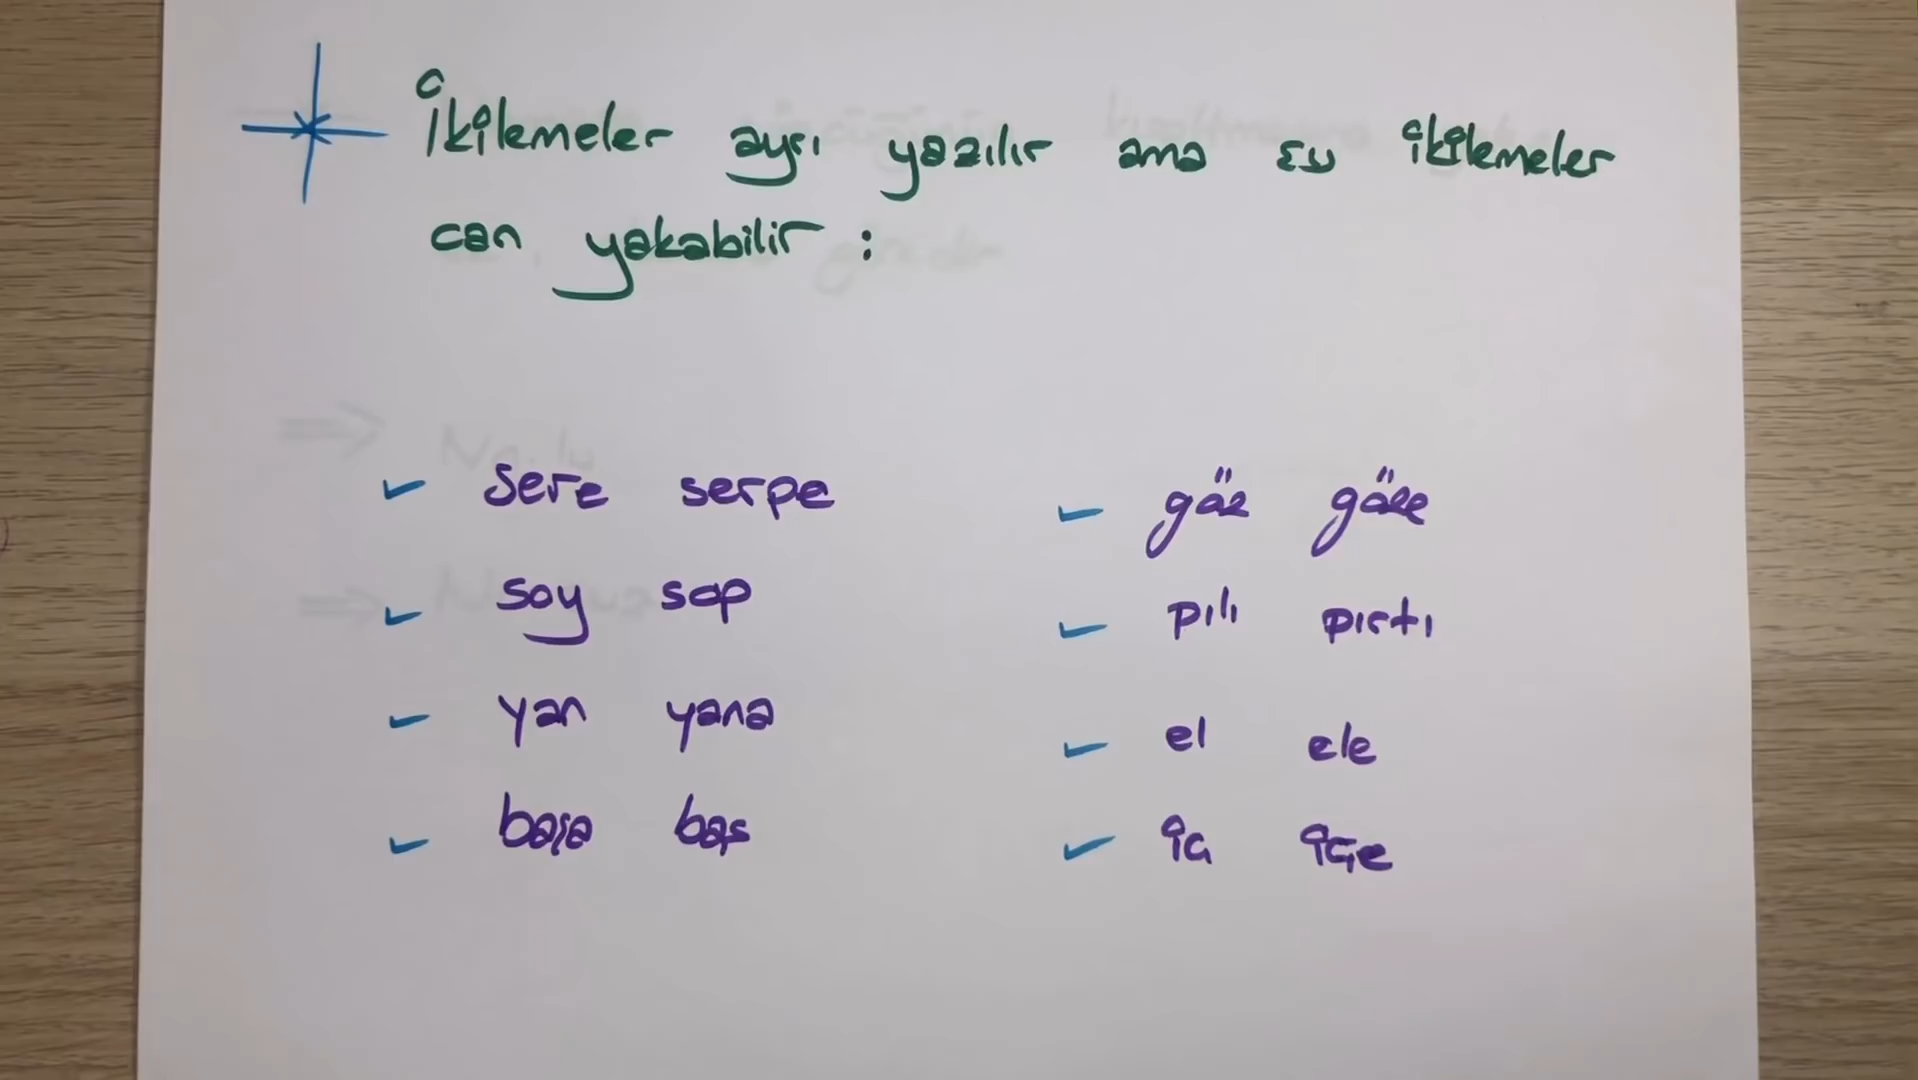 İkilemeler ayrı yazılır ama şu ikilemeler
can yakabilir :
sere serpe
soy sop
yan yana
başa baş
göz göze
pılı pırtı
el ele
iç içe